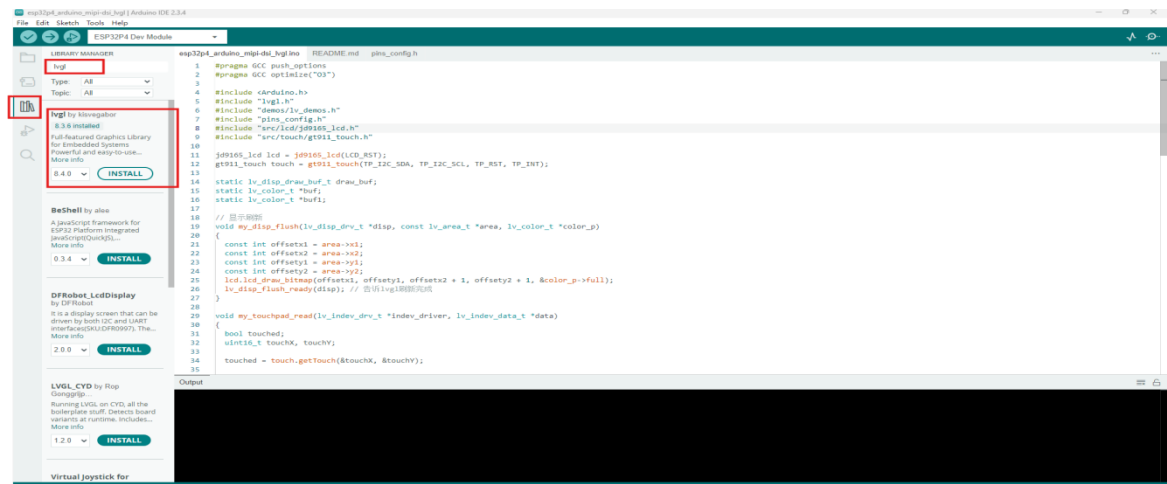 esp32p4_arduino_mipi-dsi_lvgl | Arduino IDE 2.3.4
File Edit Sketch Tools Help
ESP32P4 Dev Module
LIBRARY MANAGER
lvgl
Type: All
Topic: All
lvgl by kisvegabor
8.3.6 installed
Full-featured Graphics Library
for Embedded Systems
Powerful and easy-to-use...
More info
8.4.0 INSTALL
BeShell by alee
A JavaScript framework for
ESP32 Platform Integrated
JavaScript(QuickJS),...
More info
0.3.4 INSTALL
DFRobot_LcdDisplay
by DFRobot
It is a display screen that can be
driven by both I2C and UART
interfaces(SKU:DFR0997). The...
More info
2.0.0 INSTALL
LVGL_CYD by Rop
Gonggrijp...
Running LVGL on CYD, all the
boilerplate stuff. Detects board
variants at runtime. Includes...
More info
1.2.0 INSTALL
Virtual Joystick for
esp32p4_arduino_mipi-dsi_lvgl.ino README.md pins_config.h
1 #pragma GCC push_options
2 #pragma GCC optimize("O3")
3
4 #include <Arduino.h>
5 #include "lvgl.h"
6 #include "demos/lv_demos.h"
7 #include "pins_config.h"
8 #include "src/lcd/jd9165_lcd.h"
9 #include "src/touch/gt911_touch.h"
10
11 jd9165_lcd lcd = jd9165_lcd(LCD_RST);
12 gt911_touch touch = gt911_touch(TP_I2C_SDA, TP_I2C_SCL, TP_RST, TP_INT);
13
14 static lv_disp_draw_buf_t draw_buf;
15 static lv_color_t *buf;
16 static lv_color_t *buf1;
17
18 // 显示刷新
19 void my_disp_flush(lv_disp_drv_t *disp, const lv_area_t *area, lv_color_t *color_p)
20 {
21 const int offsetx1 = area->x1;
22 const int offsetx2 = area->x2;
23 const int offsety1 = area->y1;
24 const int offsety2 = area->y2;
25 lcd.lcd_draw_bitmap(offsetx1, offsety1, offsetx2 + 1, offsety2 + 1, &color_p->full);
26 lv_disp_flush_ready(disp); // 告诉lvgl刷新完成
27 }
28
29 void my_touchpad_read(lv_indev_drv_t *indev_driver, lv_indev_data_t *data)
30 {
31 bool touched;
32 uint16_t touchX, touchY;
33
34 touched = touch.getTouch(&touchX, &touchY);
35
Output